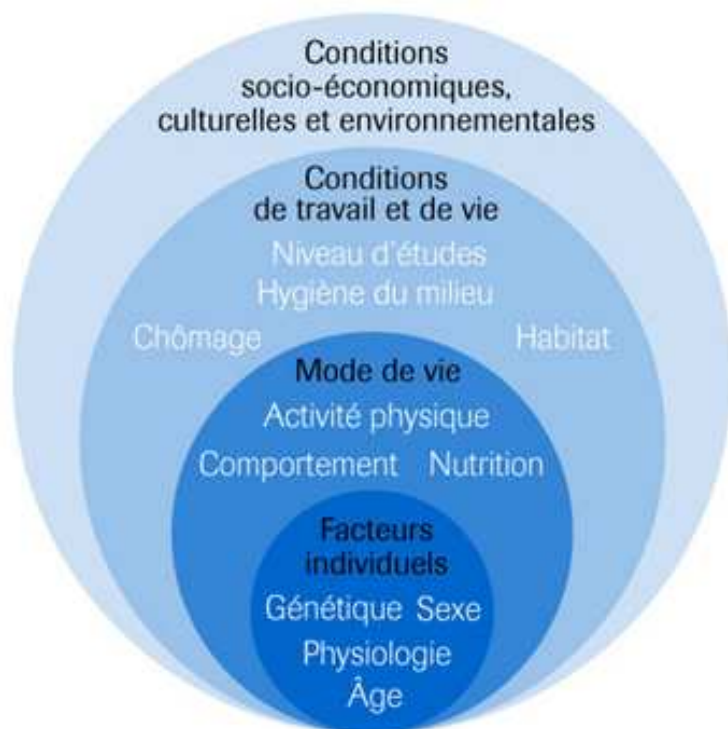 Conditions
socio-économiques,
culturelles et environnementales
Conditions
de travail et de vie
Niveau d'études
Hygiène du milieu
Chômage Habitat
Mode de vie
Activité physique
Comportement Nutrition
Facteurs
individuels
Génétique Sexe
Physiologie
Âge